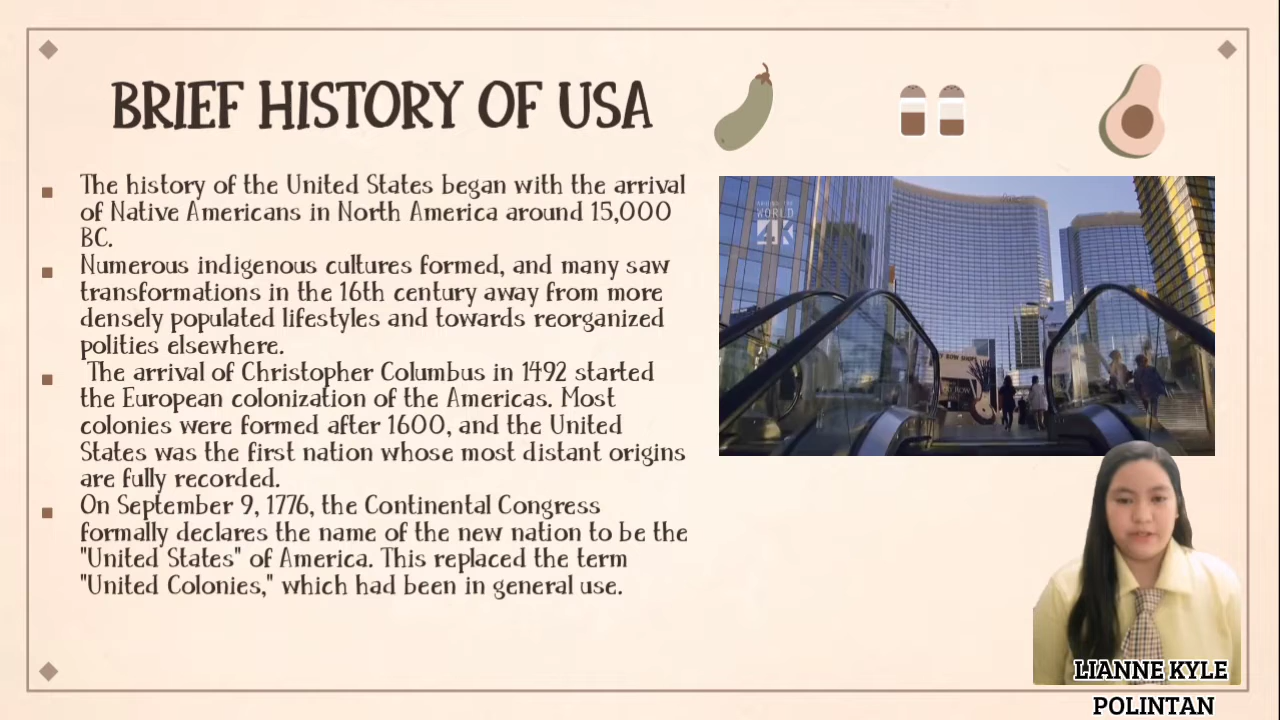 BRIEF HISTORY OF USA
The history of the United States began with the arrival
of Native Americans in North America around 15,000
BC.
Numerous indigenous cultures formed, and many saw
transformations in the 16th century away from more
densely populated lifestyles and towards reorganized
polities elsewhere.
The arrival of Christopher Columbus in 1492 started
the European colonization of the Americas. Most
colonies were formed after 1600, and the United
States was the first nation whose most distant origins
are fully recorded.
On September 9, 1776, the Continental Congress
formally declares the name of the new nation to be the
"United States" of America. This replaced the term
"United Colonies," which had been in general use.
WORLD
4K
LIANNE KYLE
POLINTAN